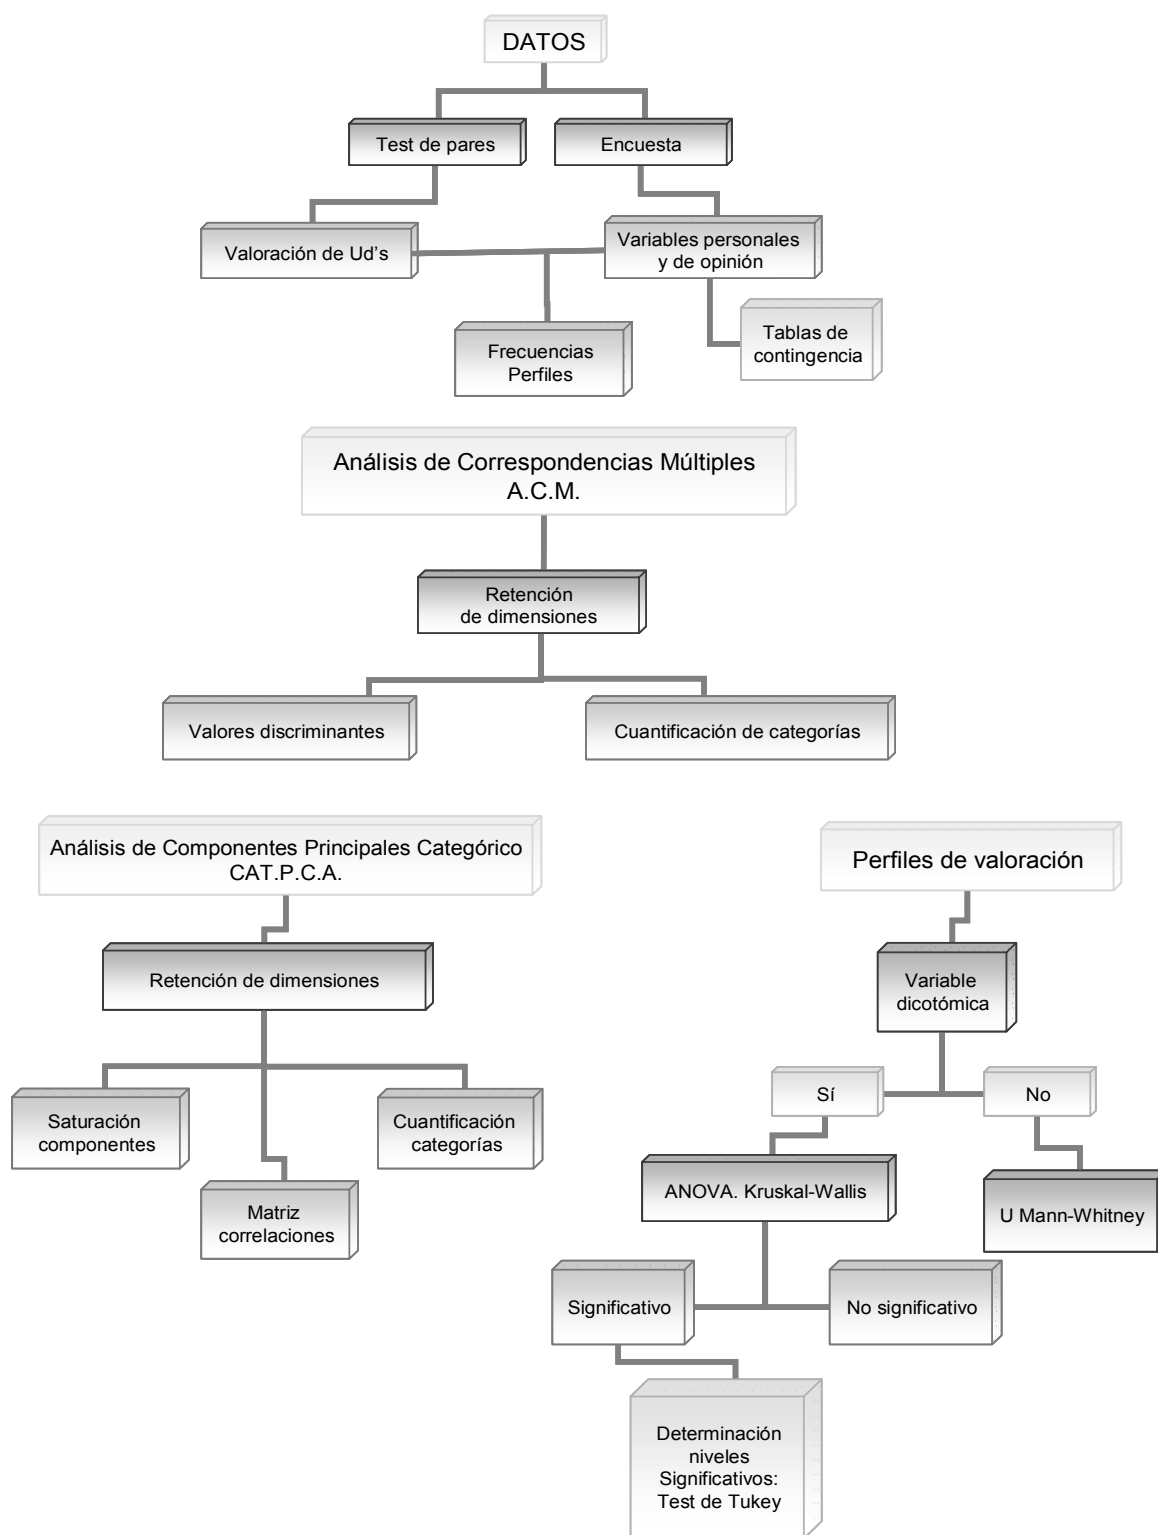 DATOS
Test de pares
Encuesta
Valoración de Ud's
Variables personales
y de opinión
Tablas de
contingencia
Frecuencias
Perfiles
Análisis de Correspondencias Múltiples
A.C.M.
Retención
de dimensiones
Valores discriminantes
Cuantificación de categorías
Análisis de Componentes Principales Categórico
CAT.P.C.A.
Retención de dimensiones
Saturación
componentes
Cuantificación
categorías
Matriz
correlaciones
Perfiles de valoración
Variable
dicotómica
Sí
No
ANOVA. Kruskal-Wallis
U Mann-Whitney
Significativo
No significativo
Determinación
niveles
Significativos:
Test de Tukey